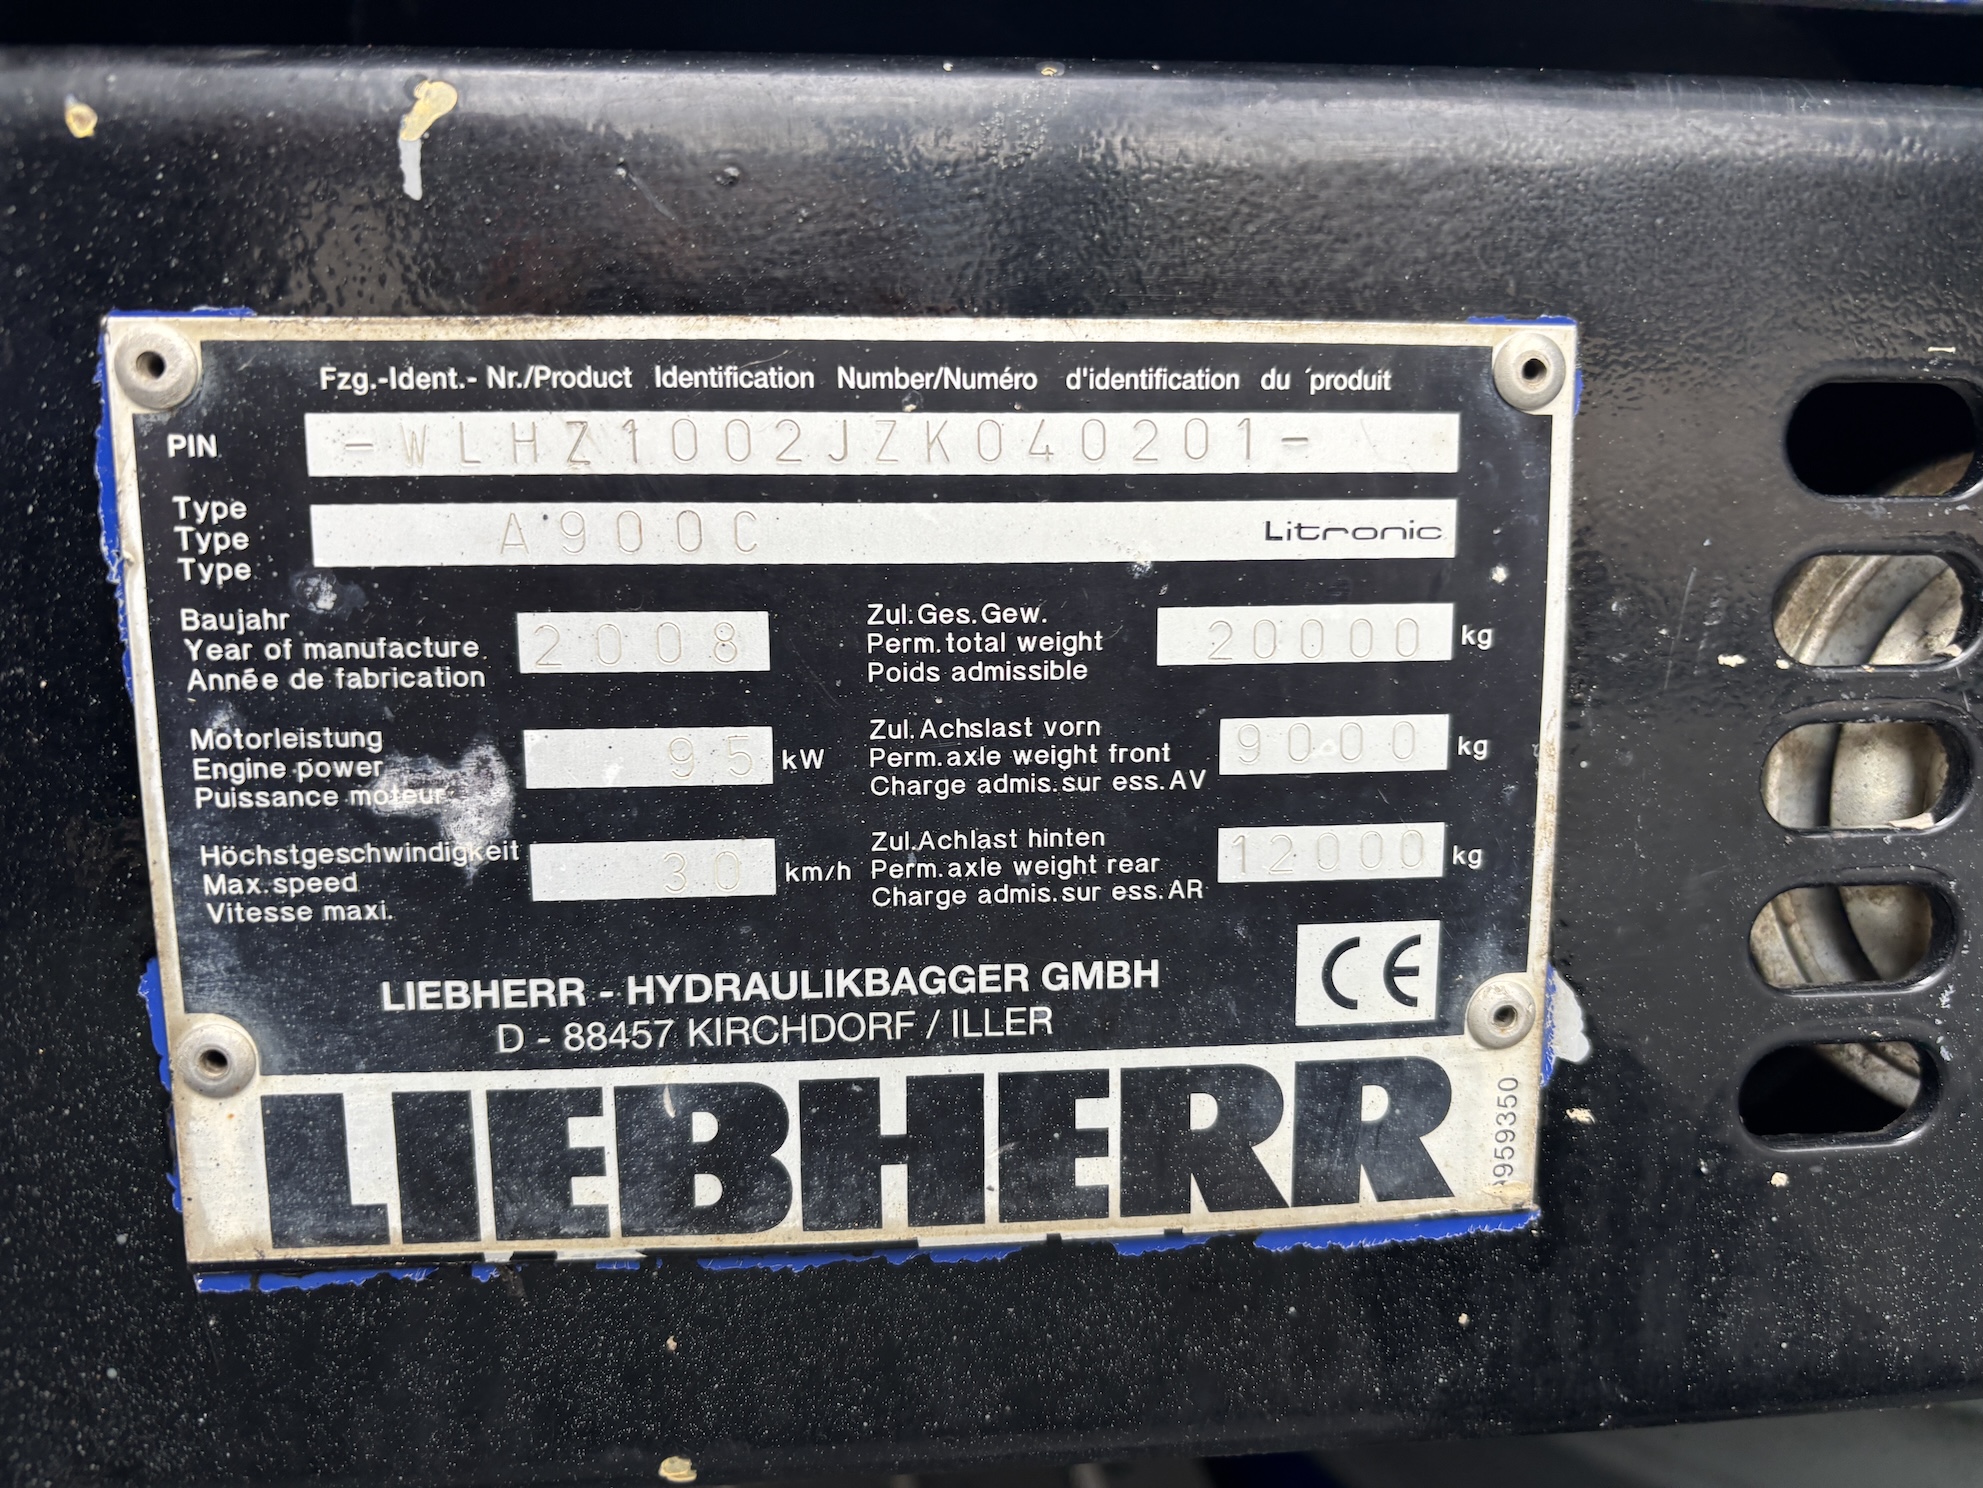 Fzg.-Ident.- Nr./Product Identification Number/Numéro d'identification du produit
PIN -WLHZ1002JZK040201-
Type
Type A900C Litronic
Type
Baujahr
Year of manufacture 2008
Année de fabrication
Zul.Ges.Gew.
Perm.total weight 20000 kg
Poids admissible
Motorleistung
Engine power 95 kW
Puissance moteur
Zul.Achslast vorn
Perm.axle weight front 9000 kg
Charge admis.sur ess.AV
Höchstgeschwindigkeit
Max.speed 30 km/h
Vitesse maxi.
Zul.Achlast hinten
Perm.axle weight rear 12000 kg
Charge admis.sur ess.AR
LIEBHERR - HYDRAULIKBAGGER GMBH
D - 88457 KIRCHDORF / ILLER
CE
LIEBHERR
9959350